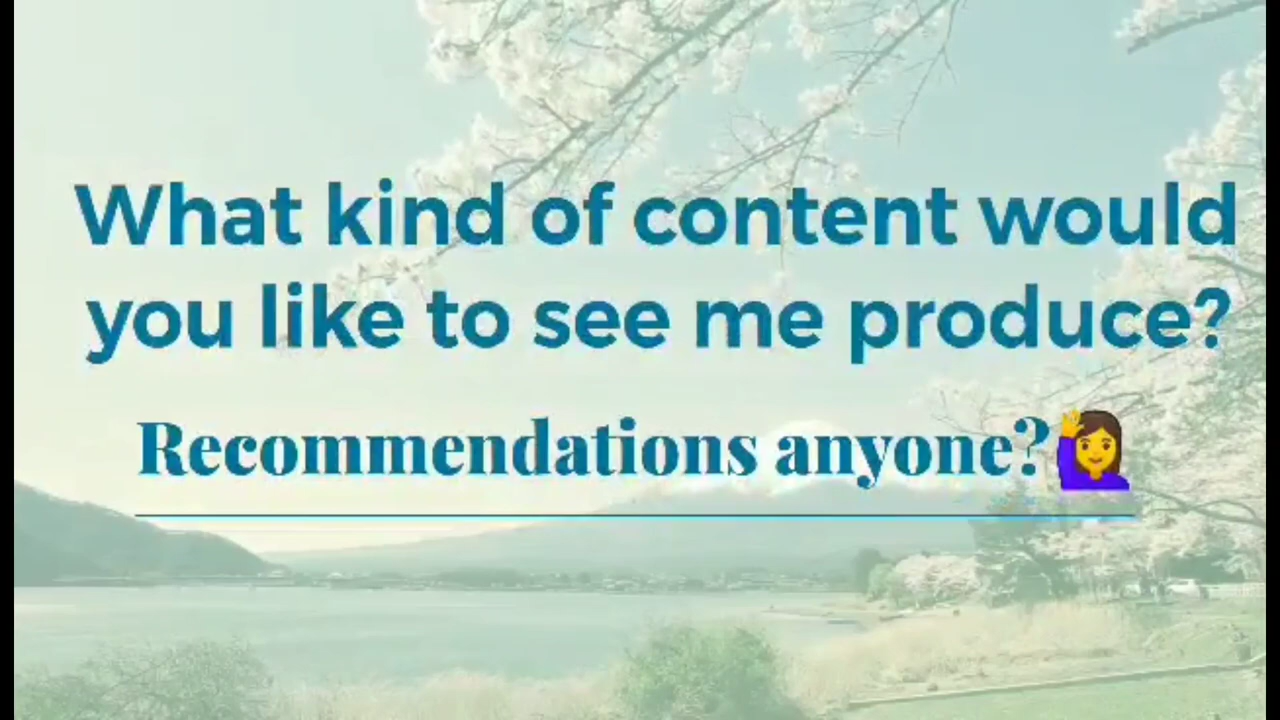 What kind of content would
you like to see me produce?
Recommendations anyone?🙋‍♀️